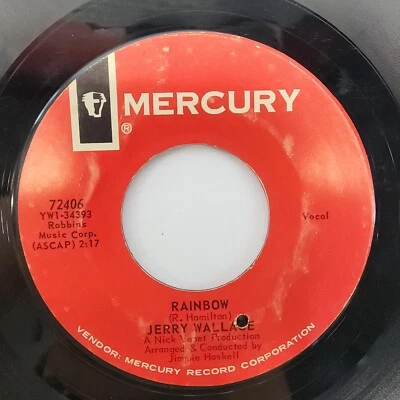 MERCURY
®
72406
YW1-34393
Robbins
Music Corp.
(ASCAP) 2:17
Vocal
RAINBOW
(R. Hamilton)
JERRY WALLACE
A Nick Venet Production
Arranged & Conducted by
Jimmie Haskell
VENDOR: MERCURY RECORD CORPORATION